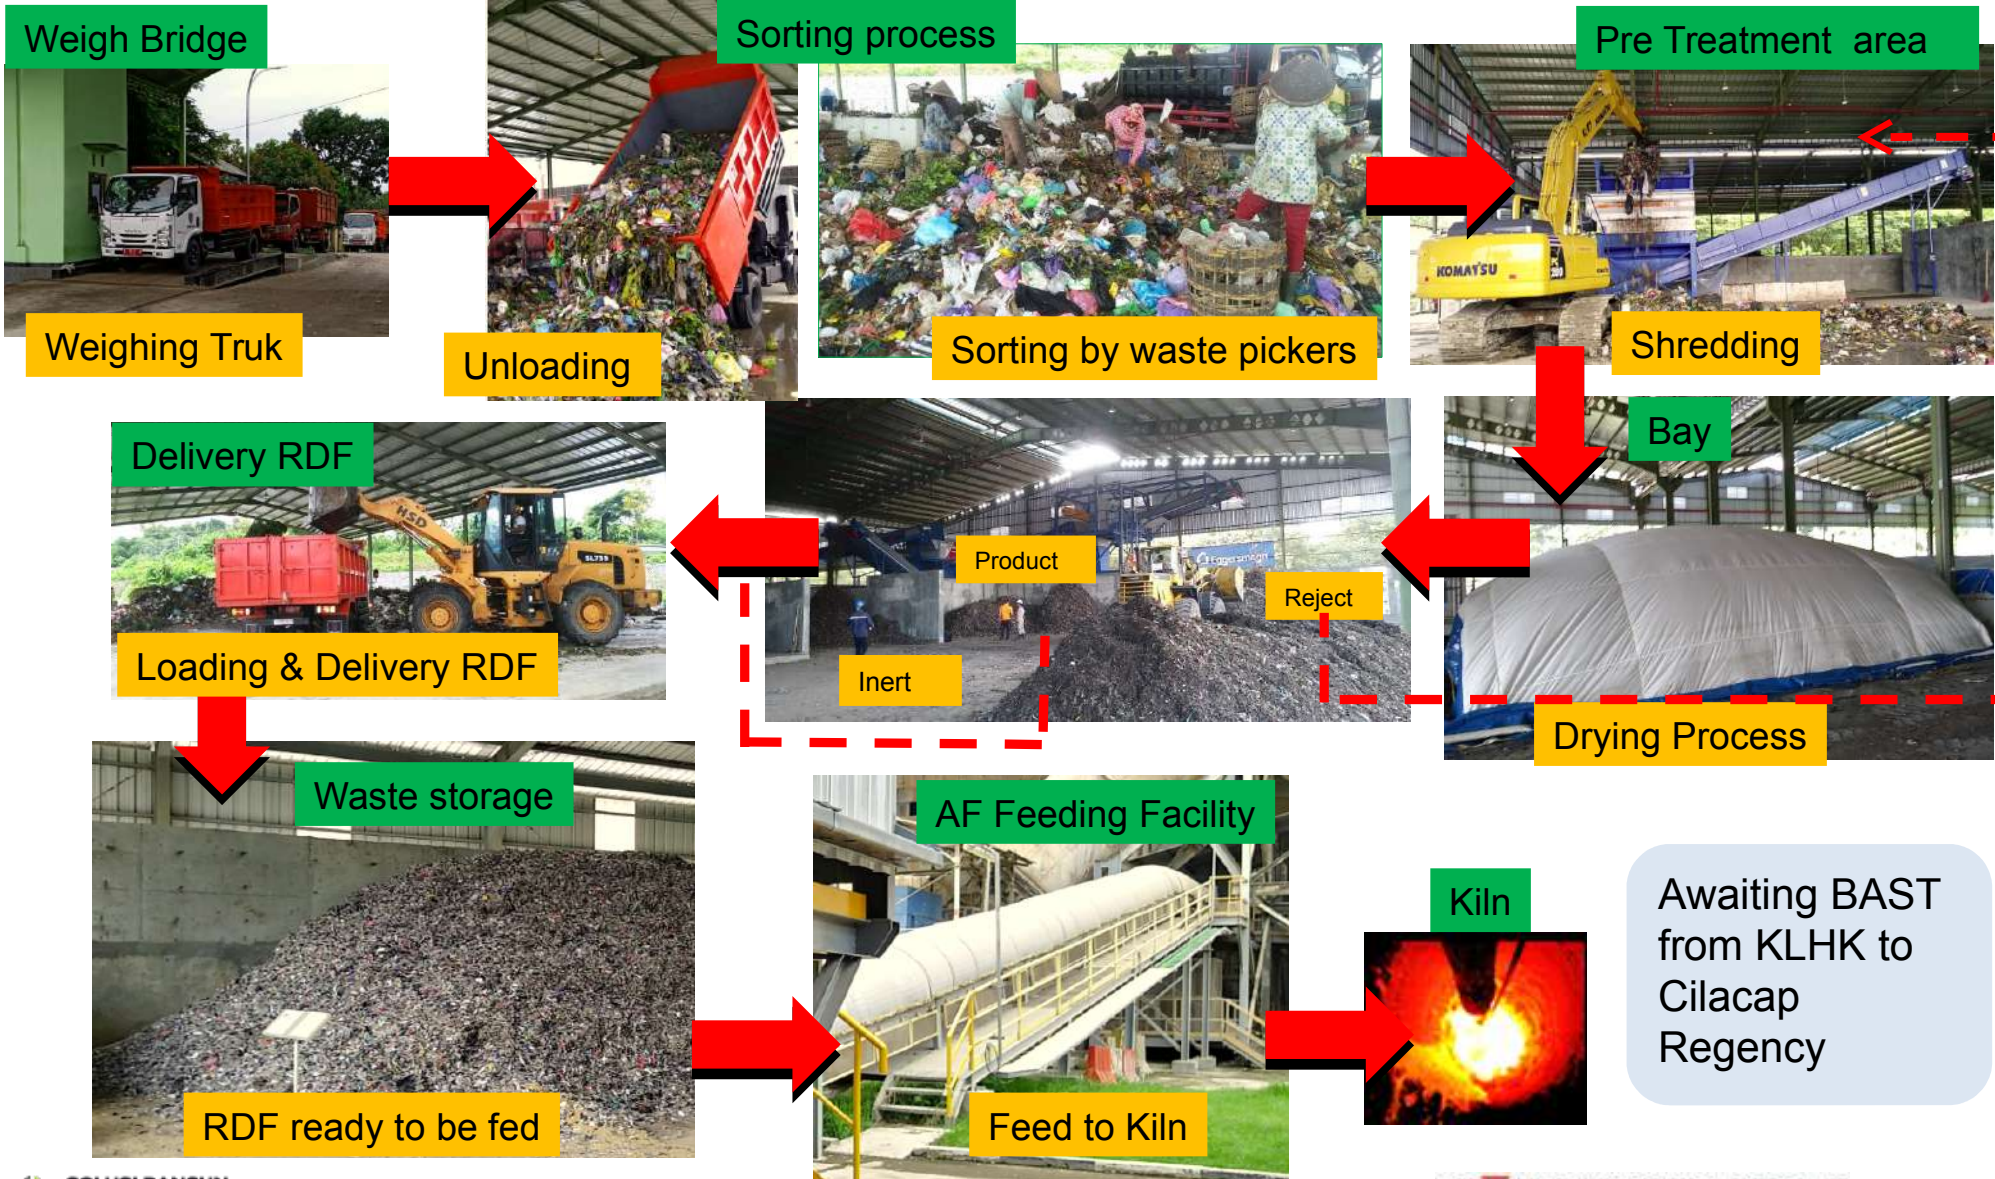 Weigh Bridge
Weighing Truk
Unloading
Sorting process
Sorting by waste pickers
Pre Treatment  area
KOMATSU
200
Shredding
Bay
Drying Process
Product
Reject
Inert
Delivery RDF
HSD
SL735
Loading & Delivery RDF
Waste storage
RDF ready to be fed
AF Feeding Facility
Feed to Kiln
Kiln
Awaiting BAST
from KLHK to
Cilacap
Regency